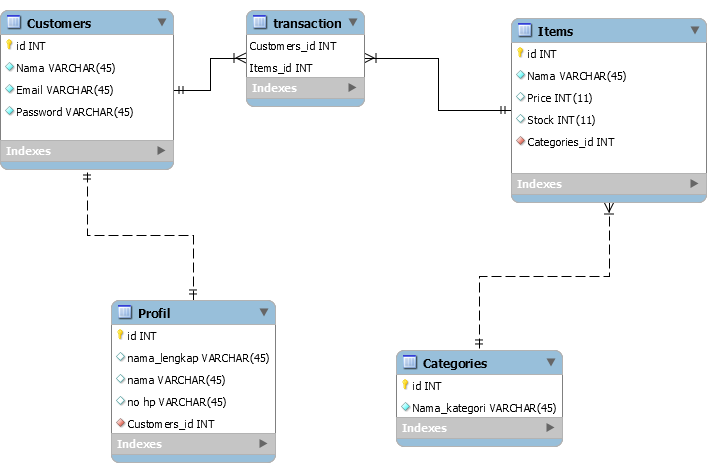 Customers
id INT
Nama VARCHAR(45)
Email VARCHAR(45)
Password VARCHAR(45)
Indexes
transaction
Customers_id INT
Items_id INT
Indexes
Items
id INT
Nama VARCHAR(45)
Price INT(11)
Stock INT(11)
Categories_id INT
Indexes
Profil
id INT
nama_lengkap VARCHAR(45)
nama VARCHAR(45)
no hp VARCHAR(45)
Customers_id INT
Indexes
Categories
id INT
Nama_kategori VARCHAR(45)
Indexes